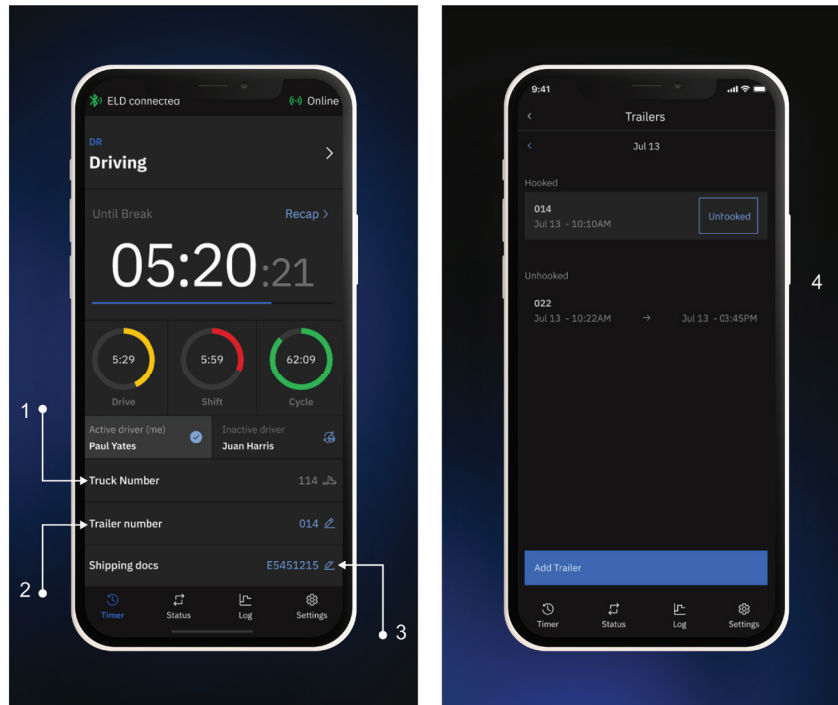 ELD connected
Online
DR
Driving
Until Break
Recap >
05:20:21
5:29
5:59
62:09
Drive
Shift
Cycle
Active driver (me)
Paul Yates
Inactive driver
Juan Harris
1
Truck Number
114
Trailer number
014
2
Shipping docs
E5451215
3
Timer
Status
Log
Settings
9:41
Trailers
Jul 13
Hooked
014
Jul 13 - 10:10AM
Unhooked
Unhooked
022
Jul 13 - 10:22AM → Jul 13 - 03:45PM
4
Add Trailer
Timer
Status
Log
Settings